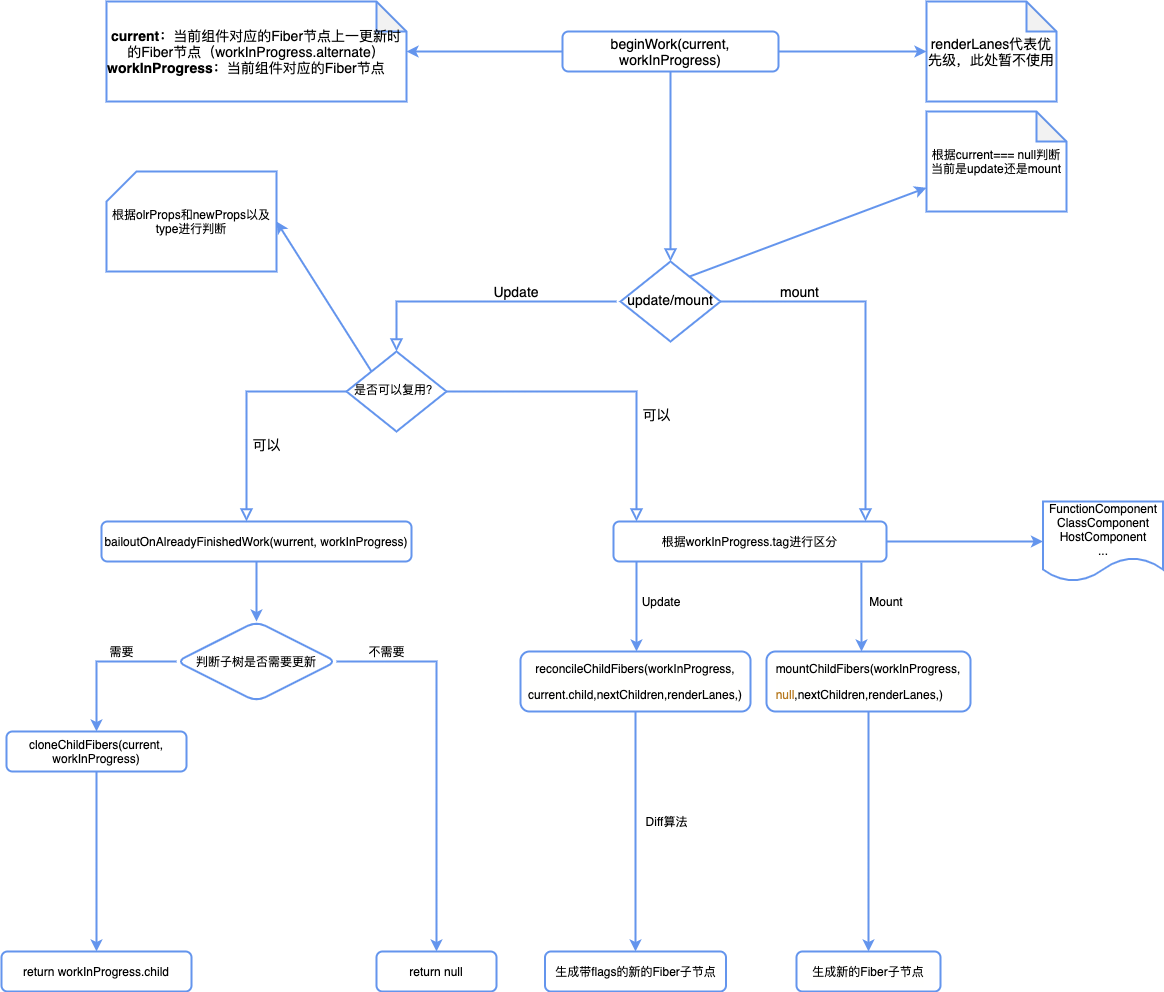 current：当前组件对应的Fiber节点上一更新时
的Fiber节点（workInProgress.alternate）
workInProgress：当前组件对应的Fiber节点
beginWork(current,
workInProgress)
renderLanes代表优
先级，此处暂不使用
根据current=== null判断
当前是update还是mount
根据olrProps和newProps以及
type进行判断
update/mount
Update
mount
是否可以复用?
可以
可以
bailoutOnAlreadyFinishedWork(wurrent, workInProgress)
根据workInProgress.tag进行区分
FunctionComponent
ClassComponent
HostComponent
...
Update
Mount
判断子树是否需要更新
需要
不需要
reconcileChildFibers(workInProgress,
current.child,nextChildren,renderLanes,)
mountChildFibers(workInProgress,
null,nextChildren,renderLanes,)
cloneChildFibers(current,
workInProgress)
Diff算法
return workInProgress.child
return null
生成带flags的新的Fiber子节点
生成新的Fiber子节点